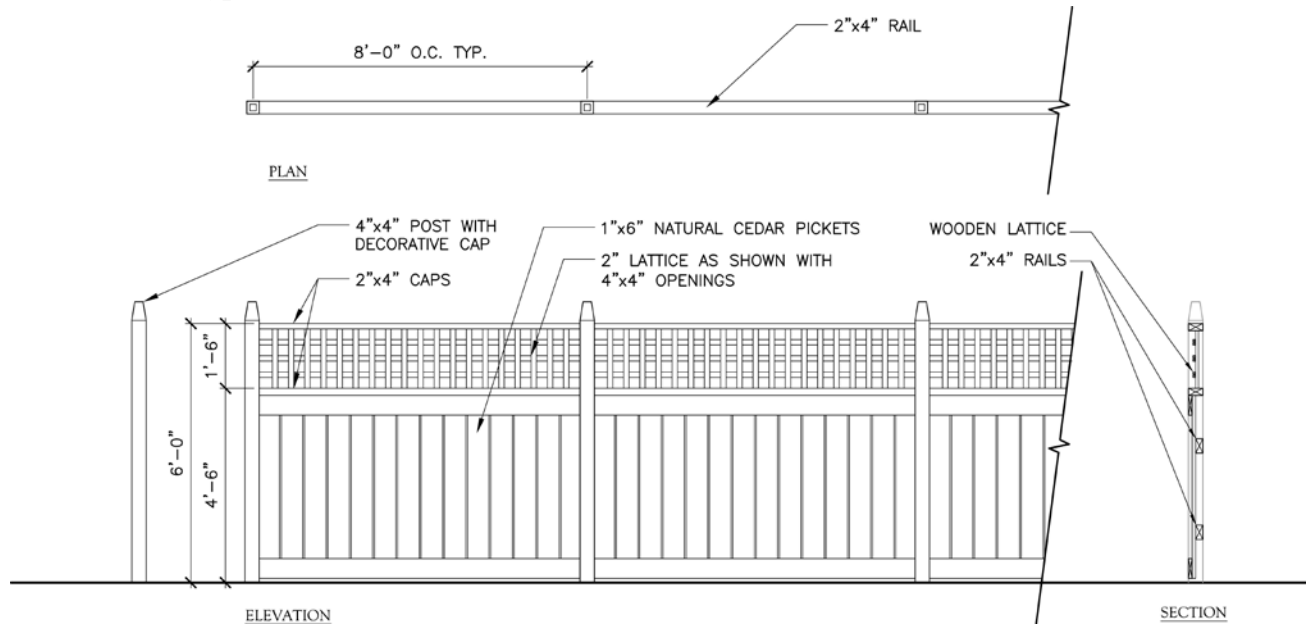 2”x4” RAIL
8’-0” O.C. TYP.
PLAN
4”x4” POST WITH
DECORATIVE CAP
2”x4” CAPS
1”x6” NATURAL CEDAR PICKETS
2” LATTICE AS SHOWN WITH
4”x4” OPENINGS
WOODEN LATTICE
2”x4” RAILS
6’-0”
1’-6”
4’-6”
ELEVATION
SECTION